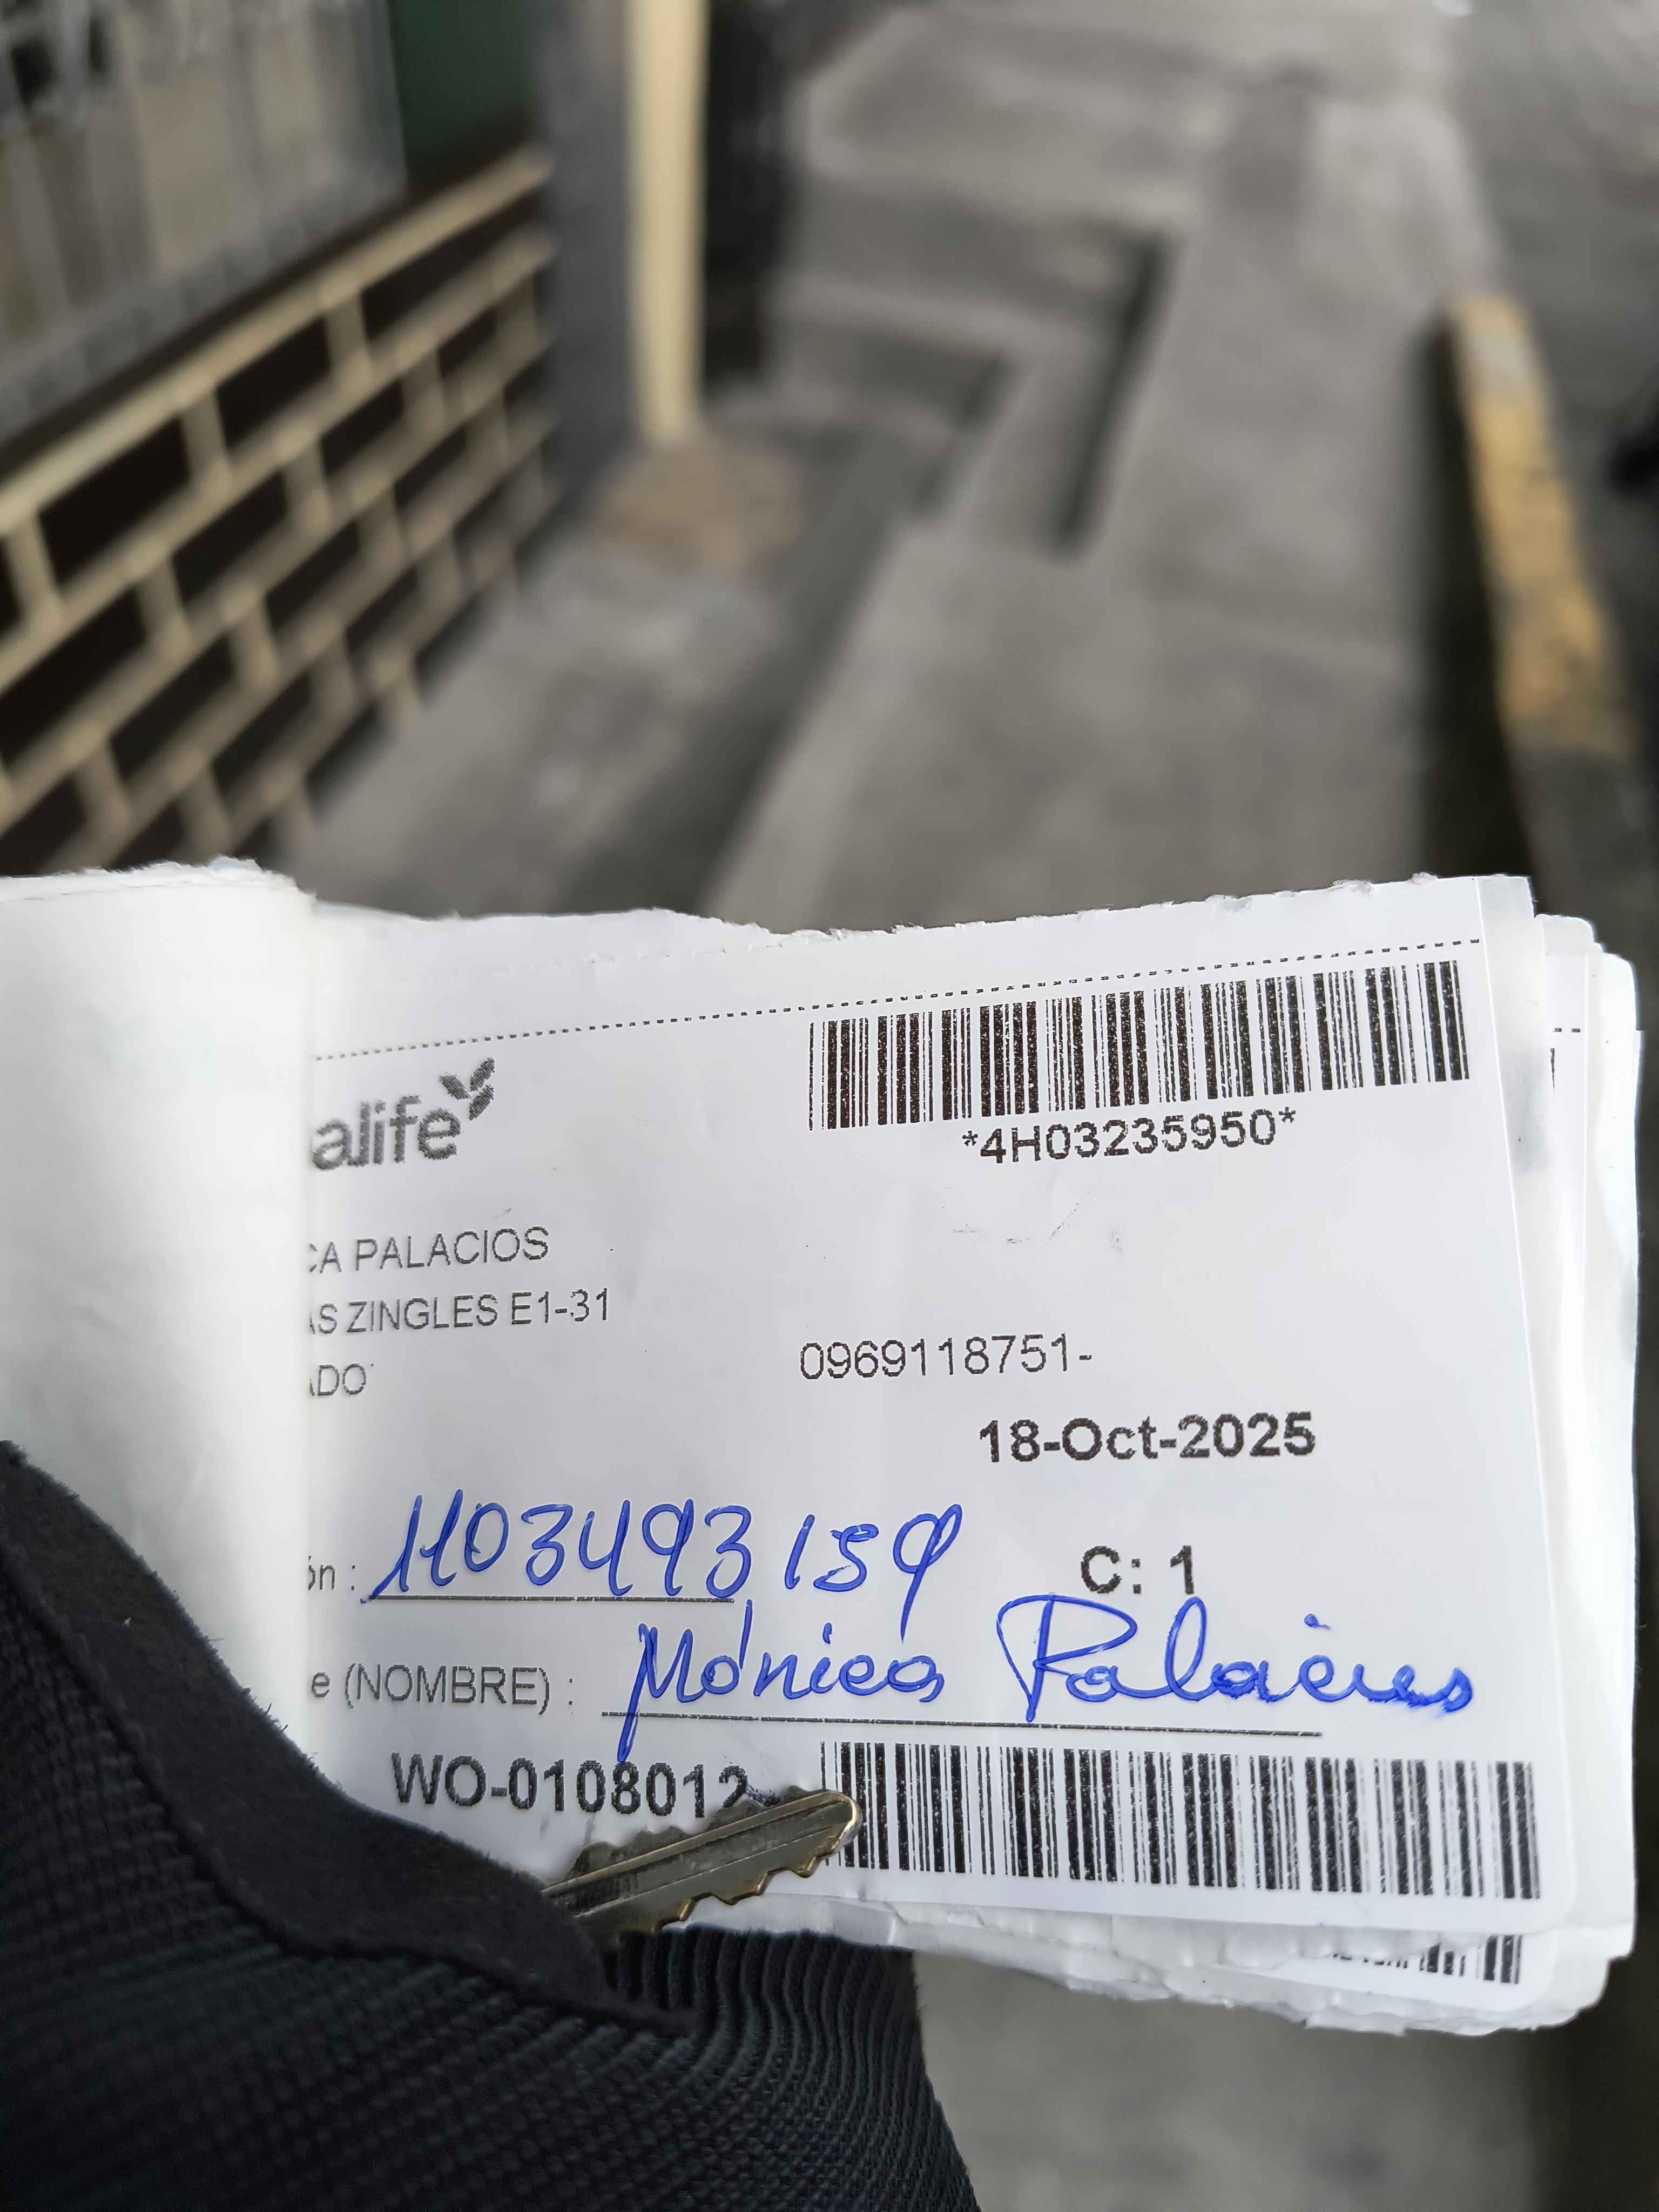 alife
*4H03235950*
CA PALACIOS
AS ZINGLES E1-31
ADO
0969118751-
18-Oct-2025
ón : 1103493159
C: 1
e (NOMBRE) : Mónica Palacios
WO-0108012